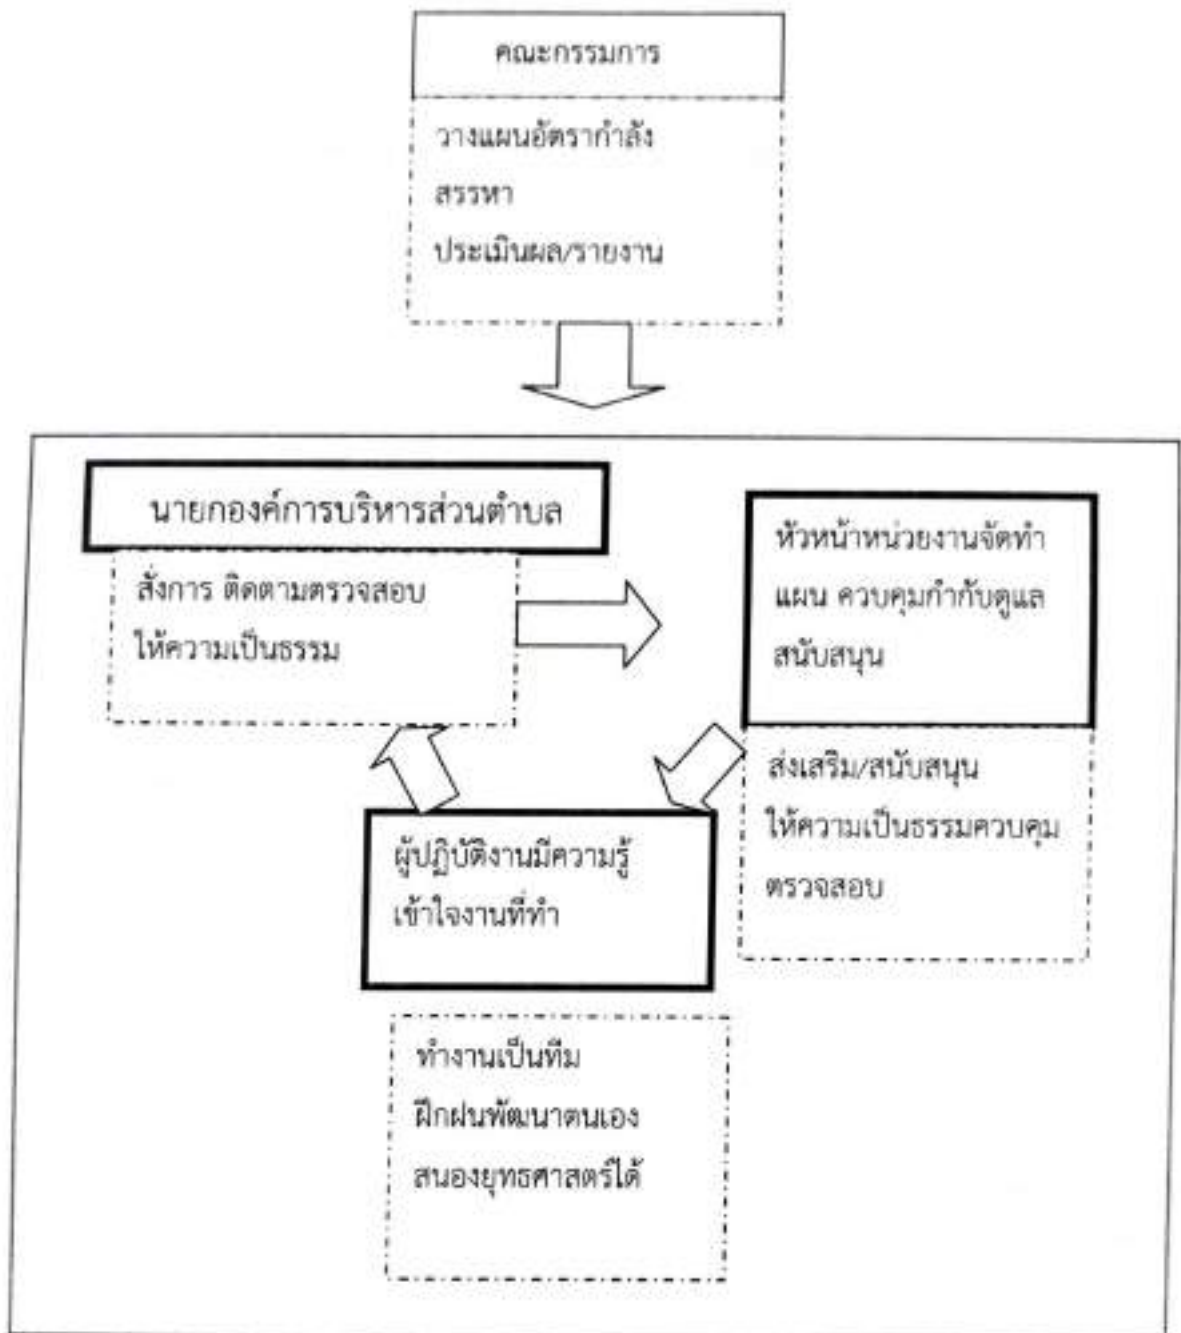 คณะกรรมการ
วางแผนอัตรากำลัง
สรรหา
ประเมินผล/รายงาน
นายกองค์การบริหารส่วนตำบล
สั่งการ ติดตามตรวจสอบ
ให้ความเป็นธรรม
หัวหน้าหน่วยงานจัดทำ
แผน ควบคุมกำกับดูแล
สนับสนุน
ส่งเสริม/สนับสนุน
ให้ความเป็นธรรมควบคุม
ตรวจสอบ
ผู้ปฏิบัติงานมีความรู้
เข้าใจงานที่ทำ
ทำงานเป็นทีม
ฝึกฝนพัฒนาตนเอง
สนองยุทธศาสตร์ได้